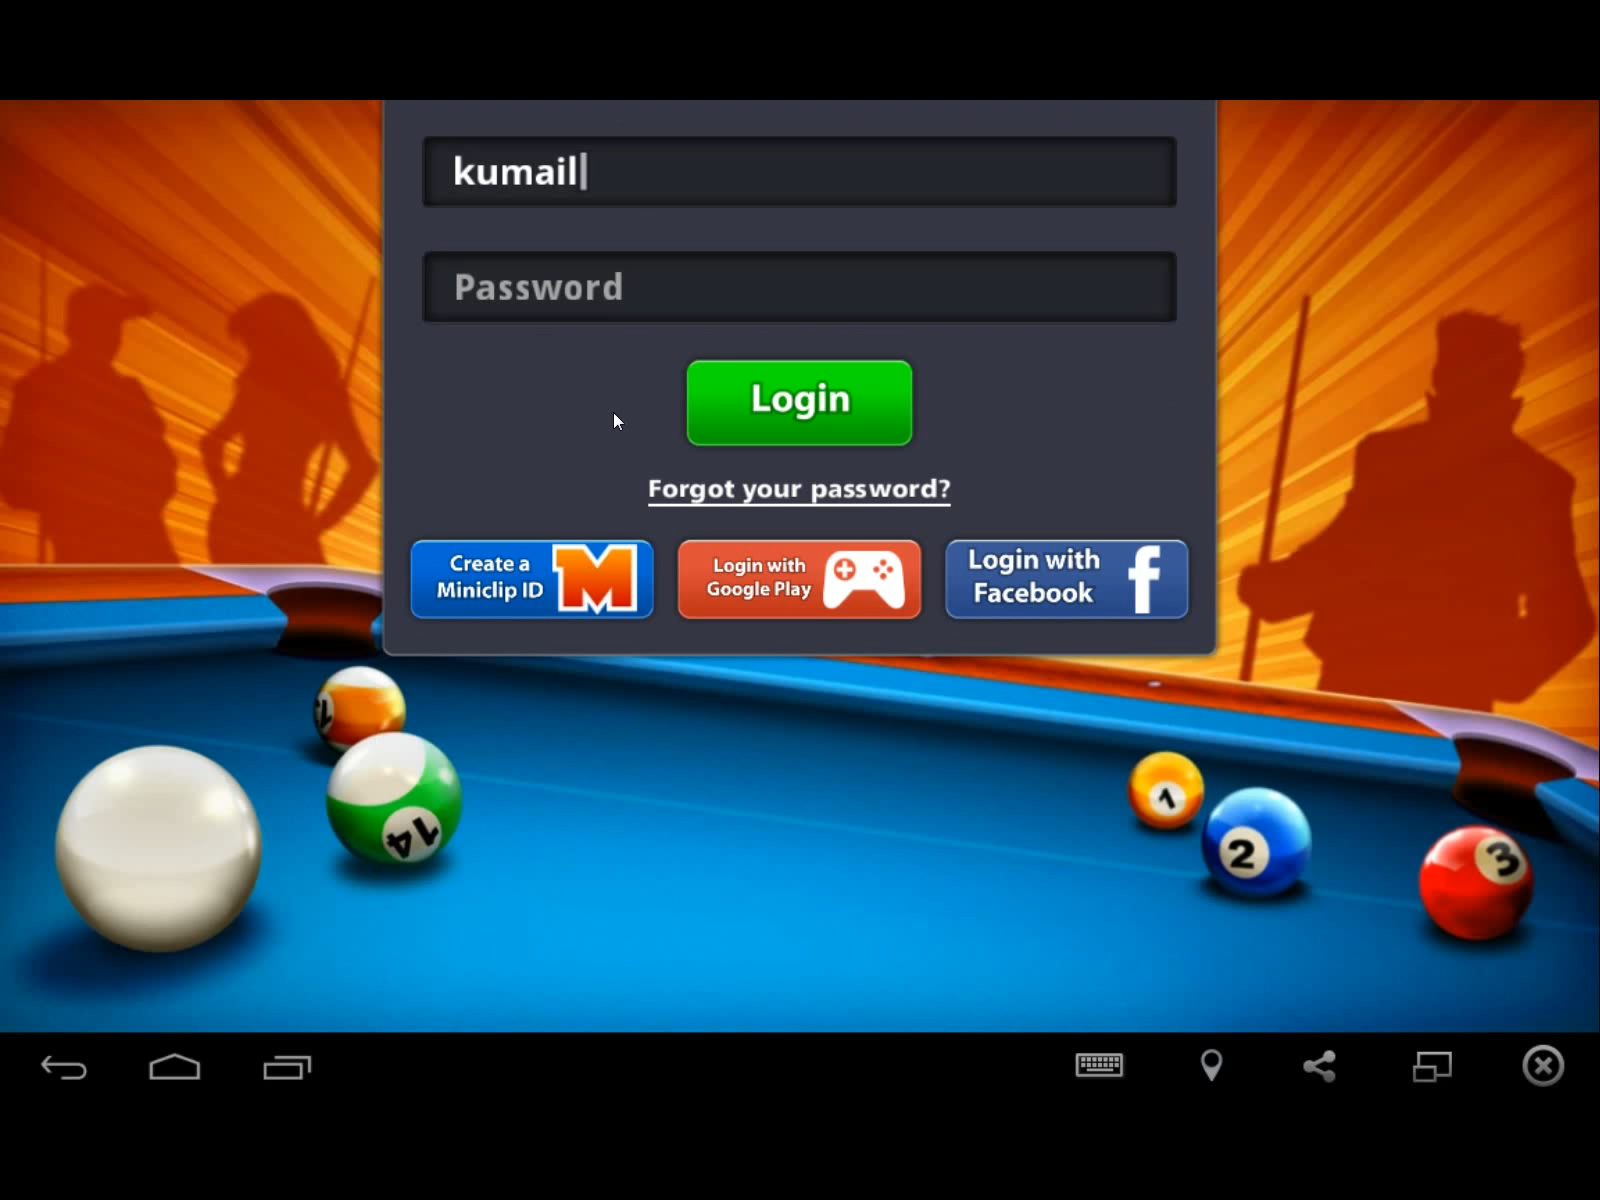 kumail
Password
Login
Forgot your password?
Create a
Miniclip ID
M
Login with
Google Play
Login with
Facebook
f
14
1
2
3